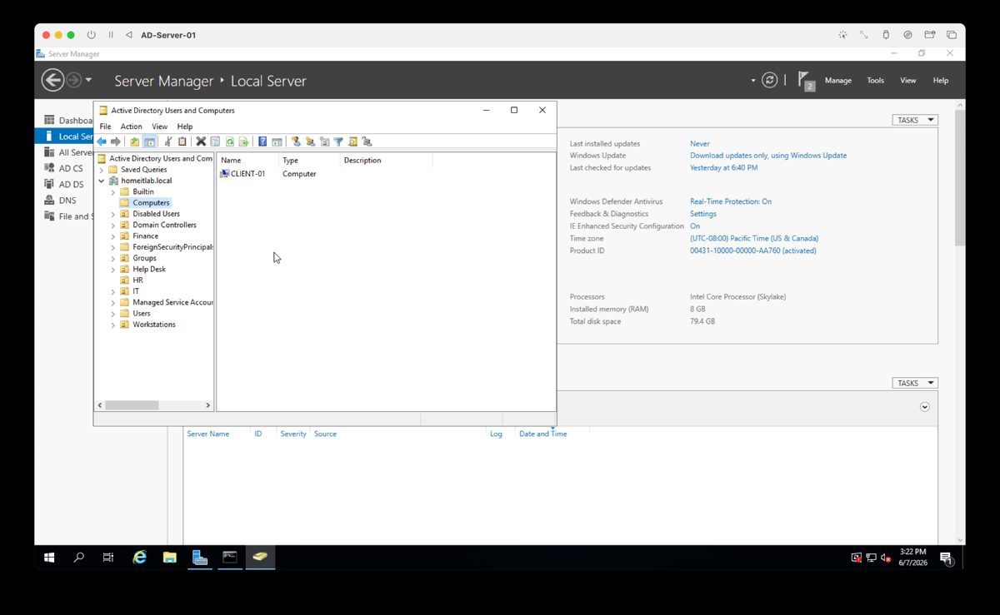 AD-Server-01
Server Manager
Server Manager • Local Server
2
Manage Tools View Help
Dashboa
Local Ser
All Server
AD CS
AD DS
DNS
File and S
Active Directory Users and Computers
File Action View Help
Active Directory Users and Com
Saved Queries
homeitlab.local
Builtin
Computers
Disabled Users
Domain Controllers
Finance
ForeignSecurityPrincipals
Groups
Help Desk
HR
IT
Managed Service Accour
Users
Workstations
Name Type Description
CLIENT-01 Computer
TASKS
Last installed updates Never
Windows Update Download updates only, using Windows Update
Last checked for updates Yesterday at 6:40 PM
Windows Defender Antivirus Real-Time Protection: On
Feedback & Diagnostics Settings
IE Enhanced Security Configuration On
Time zone (UTC-08:00) Pacific Time (US & Canada)
Product ID 00431-10000-00000-AA760 (activated)
Processors Intel Core Processor (Skylake)
Installed memory (RAM) 8 GB
Total disk space 79.4 GB
TASKS
Server Name ID Severity Source Log Date and Time
3:22 PM
6/7/2026
1